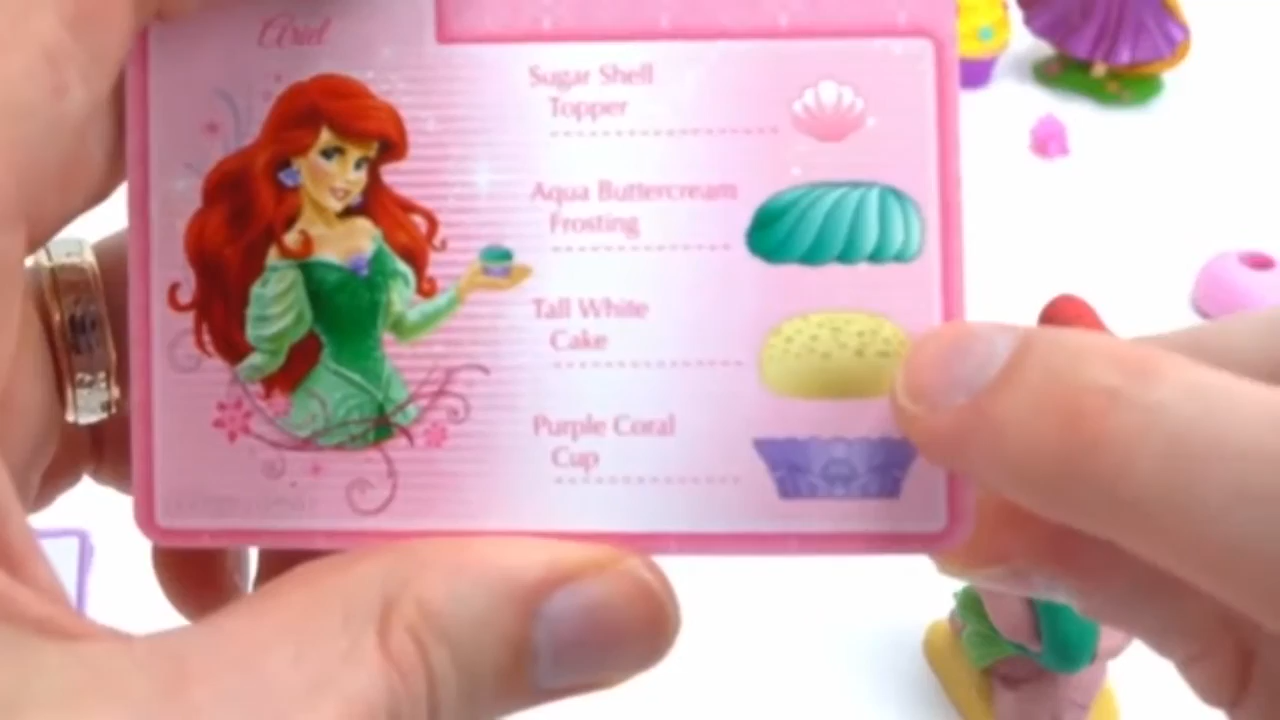 Ariel
Sugar Shell
Topper
Aqua Buttercream
Frosting
Tall White
Cake
Purple Coral
Cup